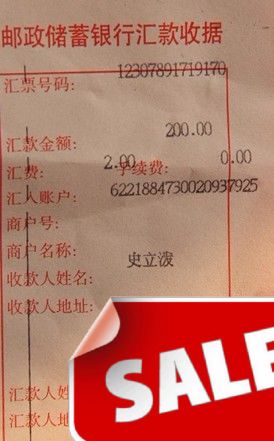 邮政储蓄银行汇款收据
汇票号码: 12307891719170
汇款金额: 200.00
汇费: 2.00 手续费: 0.00
汇入账户: 6221884730020937925
商户号:
商户名称:
收款人姓名: 史立泼
收款人地址:
汇款人姓
汇款人地
SALE